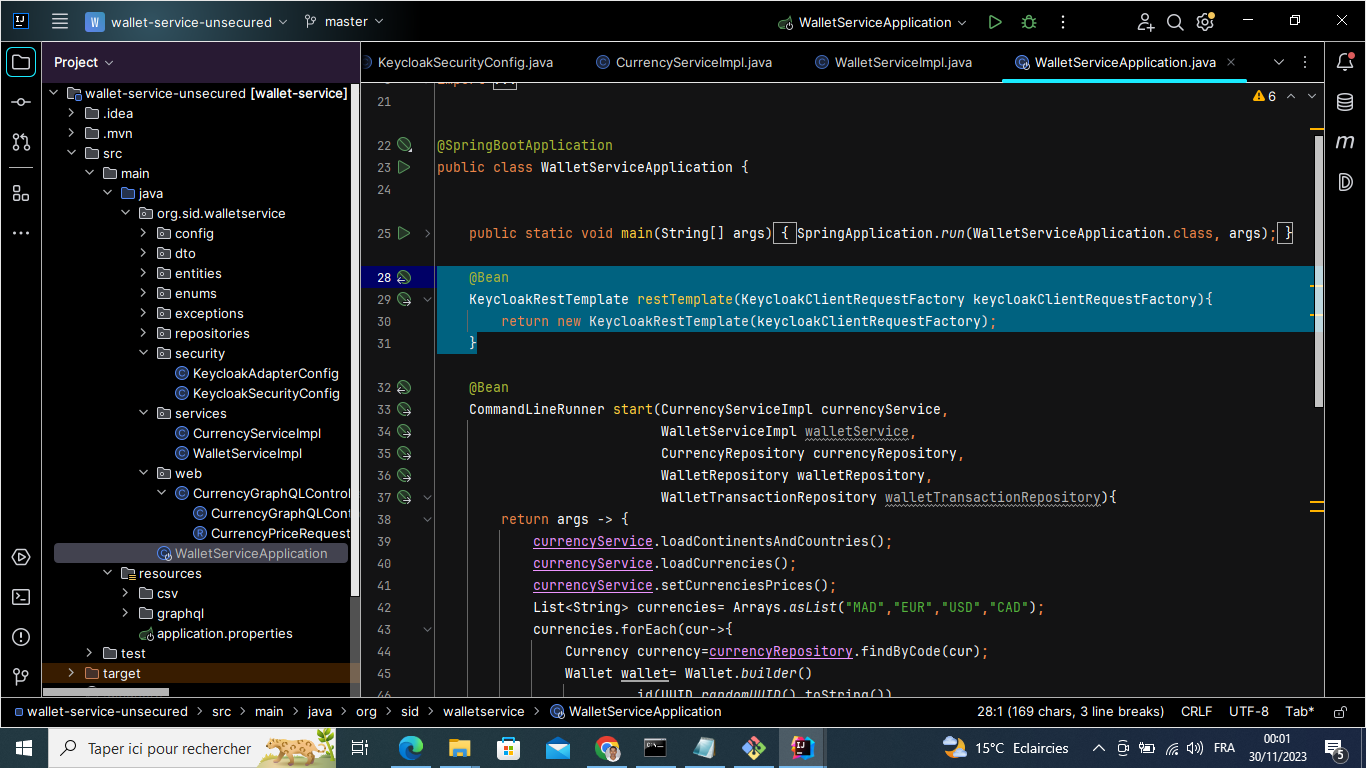 wallet-service-unsecured master WalletServiceApplication
Project
KeycloakSecurityConfig.java CurrencyServiceImpl.java WalletServiceImpl.java WalletServiceApplication.java
wallet-service-unsecured [wallet-service]
.idea
.mvn
src
main
java
org.sid.walletservice
config
dto
entities
enums
exceptions
repositories
security
KeycloakAdapterConfig
KeycloakSecurityConfig
services
CurrencyServiceImpl
WalletServiceImpl
web
CurrencyGraphQLControl
CurrencyGraphQLCont
CurrencyPriceRequest
WalletServiceApplication
resources
csv
graphql
application.properties
test
target
6
21
22 @SpringBootApplication
23 public class WalletServiceApplication {
24
25 public static void main(String[] args) { SpringApplication.run(WalletServiceApplication.class, args); }
28 @Bean
29 KeycloakRestTemplate restTemplate(KeycloakClientRequestFactory keycloakClientRequestFactory){
30 return new KeycloakRestTemplate(keycloakClientRequestFactory);
31 }
32 @Bean
33 CommandLineRunner start(CurrencyServiceImpl currencyService,
34 WalletServiceImpl walletService,
35 CurrencyRepository currencyRepository,
36 WalletRepository walletRepository,
37 WalletTransactionRepository walletTransactionRepository){
38 return args -> {
39 currencyService.loadContinentsAndCountries();
40 currencyService.loadCurrencies();
41 currencyService.setCurrenciesPrices();
42 List<String> currencies= Arrays.asList("MAD","EUR","USD","CAD");
43 currencies.forEach(cur->{
44 Currency currency=currencyRepository.findByCode(cur);
45 Wallet wallet= Wallet.builder()
46 .id(UUID.randomUUID().toString())
wallet-service-unsecured > src > main > java > org > sid > walletservice > WalletServiceApplication 28:1 (169 chars, 3 line breaks) CRLF UTF-8 Tab*
Taper ici pour rechercher 15°C Eclaircies FRA 00:01
30/11/2023 5